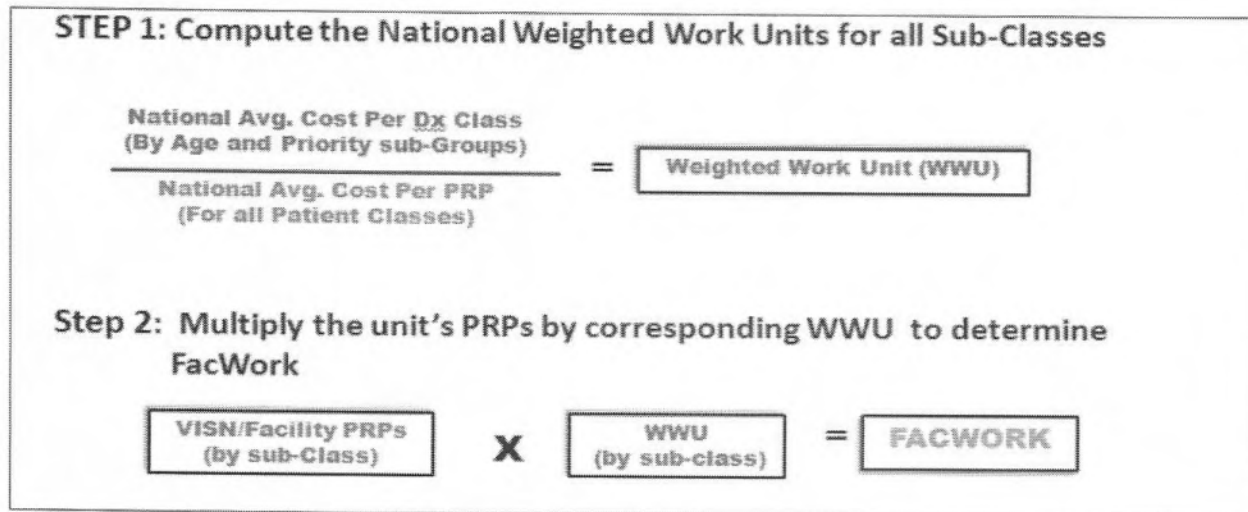 STEP 1: Compute the National Weighted Work Units for all Sub-Classes
National Avg. Cost Per Dx Class
(By Age and Priority sub-Groups)
National Avg. Cost Per PRP
(For all Patient Classes)
=
Weighted Work Unit (WWU)
Step 2: Multiply the unit's PRPs by corresponding WWU to determine
FacWork
VISN/Facility PRPs
(by sub-Class)
X
WWU
(by sub-class)
=
FACWORK